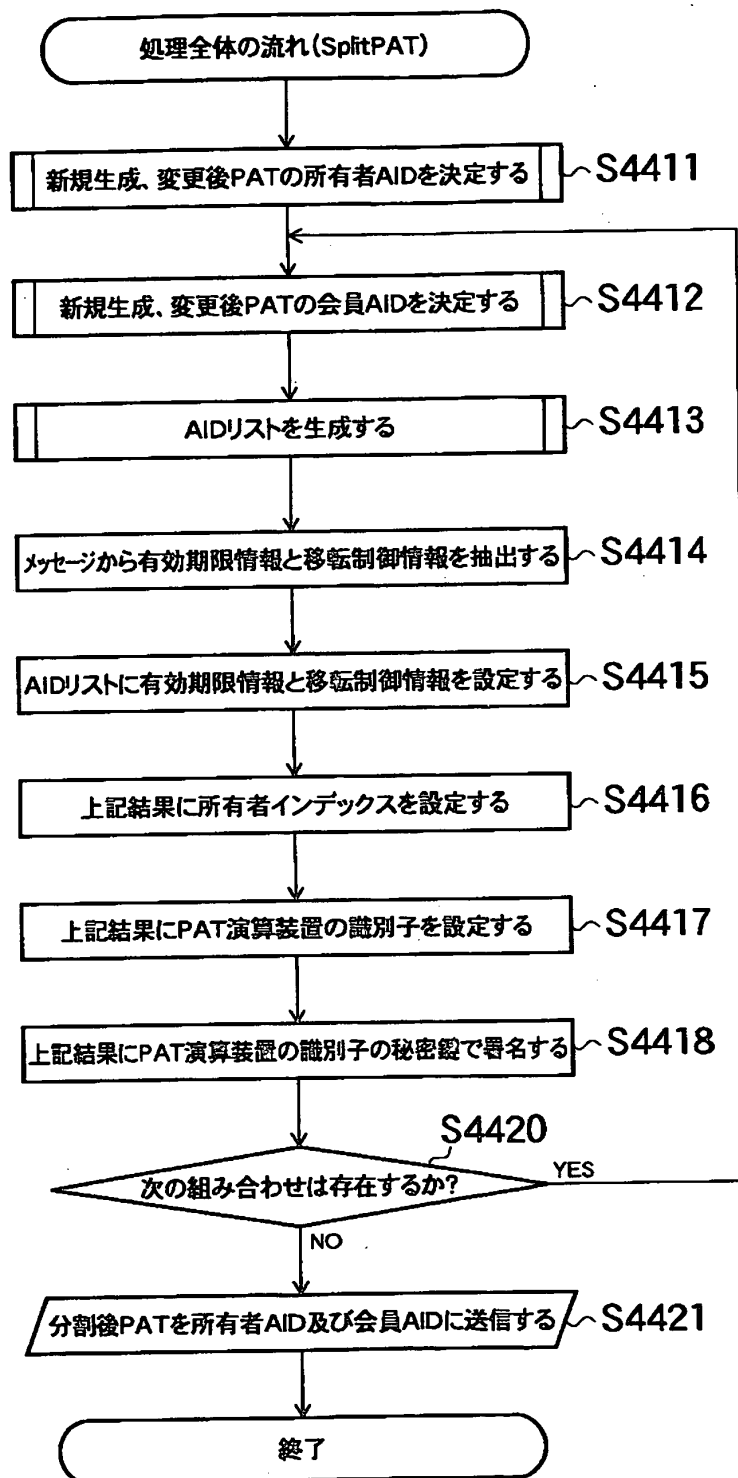 処理全体の流れ(SplitPAT)
新規生成、変更後PATの所有者AIDを決定する
S4411
新規生成、変更後PATの会員AIDを決定する
S4412
AIDリストを生成する
S4413
メッセージから有効期限情報と移転制御情報を抽出する
S4414
AIDリストに有効期限情報と移転制御情報を設定する
S4415
上記結果に所有者インデックスを設定する
S4416
上記結果にPAT演算装置の識別子を設定する
S4417
上記結果にPAT演算装置の識別子の秘密鍵で署名する
S4418
S4420
次の組み合わせは存在するか?
YES
NO
分割後PATを所有者AID及び会員AIDに送信する
S4421
終了